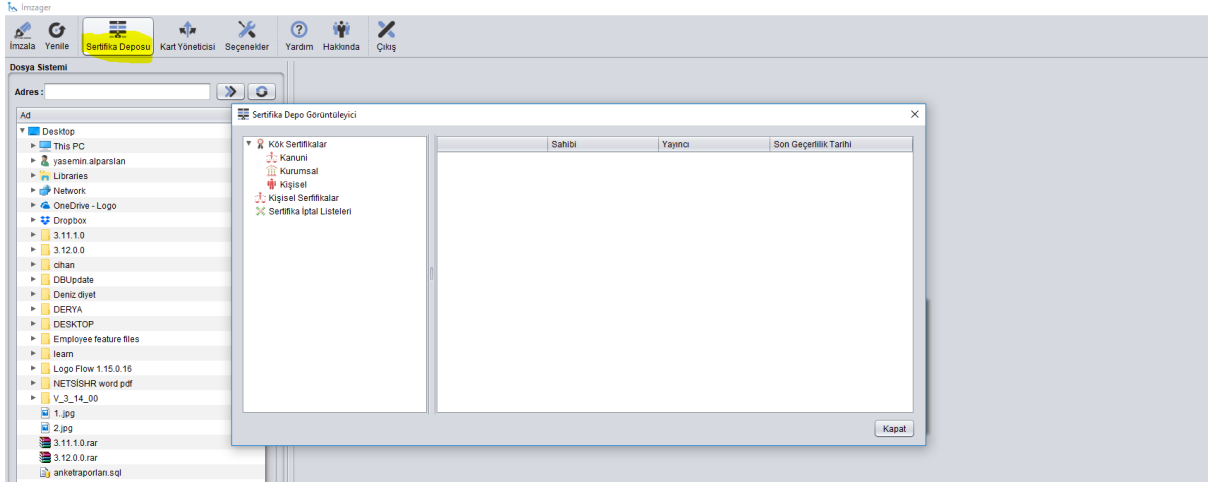 İmzager
İmzala Yenile Sertifika Deposu Kart Yöneticisi Seçenekler Yardım Hakkında Çıkış
Dosya Sistemi
Adres :
Ad
Desktop
This PC
yasemin.alparslan
Libraries
Network
OneDrive - Logo
Dropbox
3.11.1.0
3.12.0.0
cihan
DBUpdate
Deniz diyet
DERYA
DESKTOP
Employee feature files
learn
Logo Flow 1.15.0.16
NETSİSHR word pdf
V_3_14_00
1..jpg
2.jpg
3.11.1.0.rar
3.12.0.0.rar
anketraporları.sql
Sertifika Depo Görüntüleyici
Kök Sertifikalar
Kanuni
Kurumsal
Kişisel
Kişisel Serfifikalar
Sertifika İptal Listeleri
Sahibi Yayıncı Son Geçerlilik Tarihi
Kapat